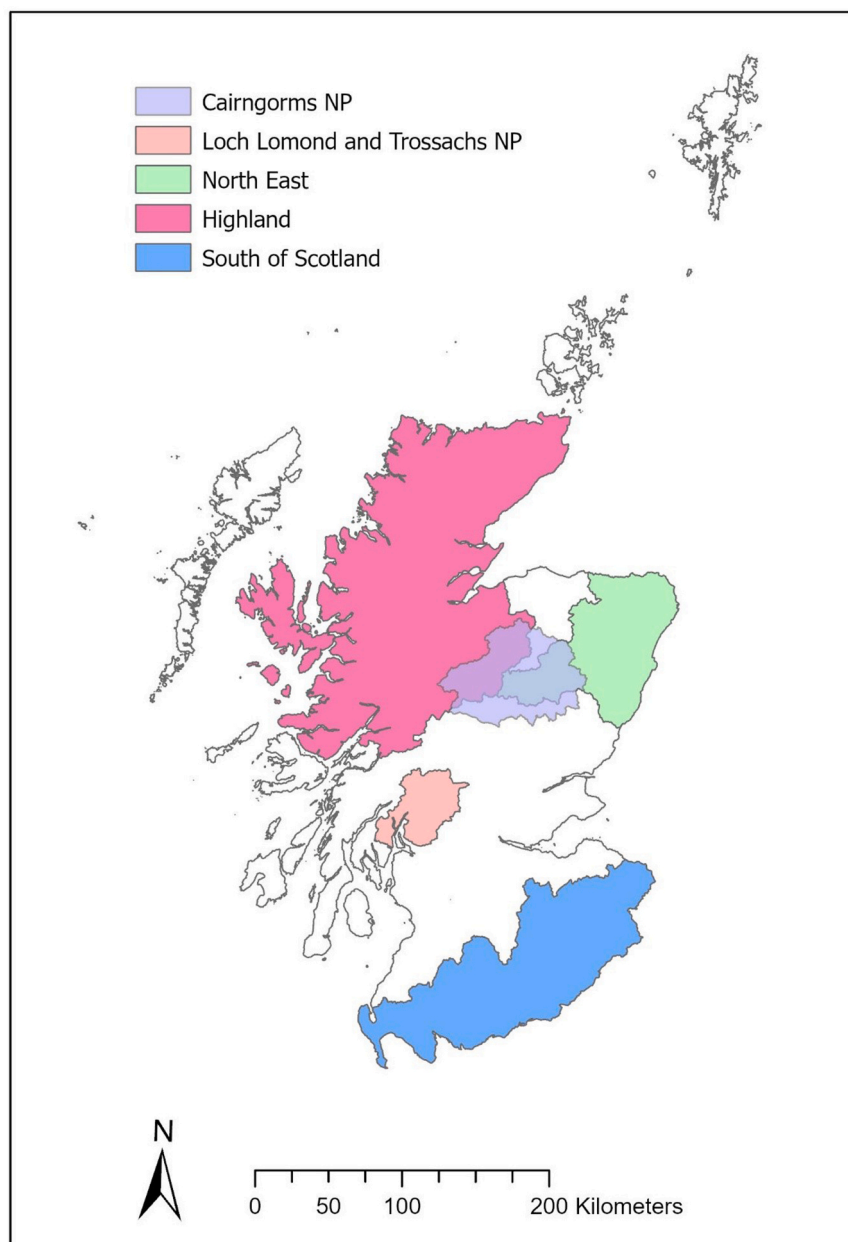 Cairngorms NP
Loch Lomond and Trossachs NP
North East
Highland
South of Scotland
N
0 50 100 200 Kilometers